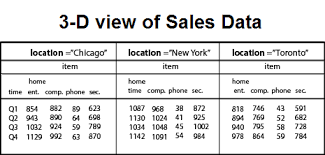 3-D view of Sales Data
location ="Chicago" location ="New York" location ="Toronto"
item item item
home home home
time ent. comp. phone sec. comp. phone sec. comp. phone sec.
Q1 854 882 89 623 1087 968 38 872 818 746 43 591
Q2 943 890 64 698 1130 1024 41 925 894 769 52 682
Q3 1032 924 59 789 1034 1048 45 1002 940 795 58 728
Q4 1129 992 63 870 1142 1091 54 984 978 864 59 784